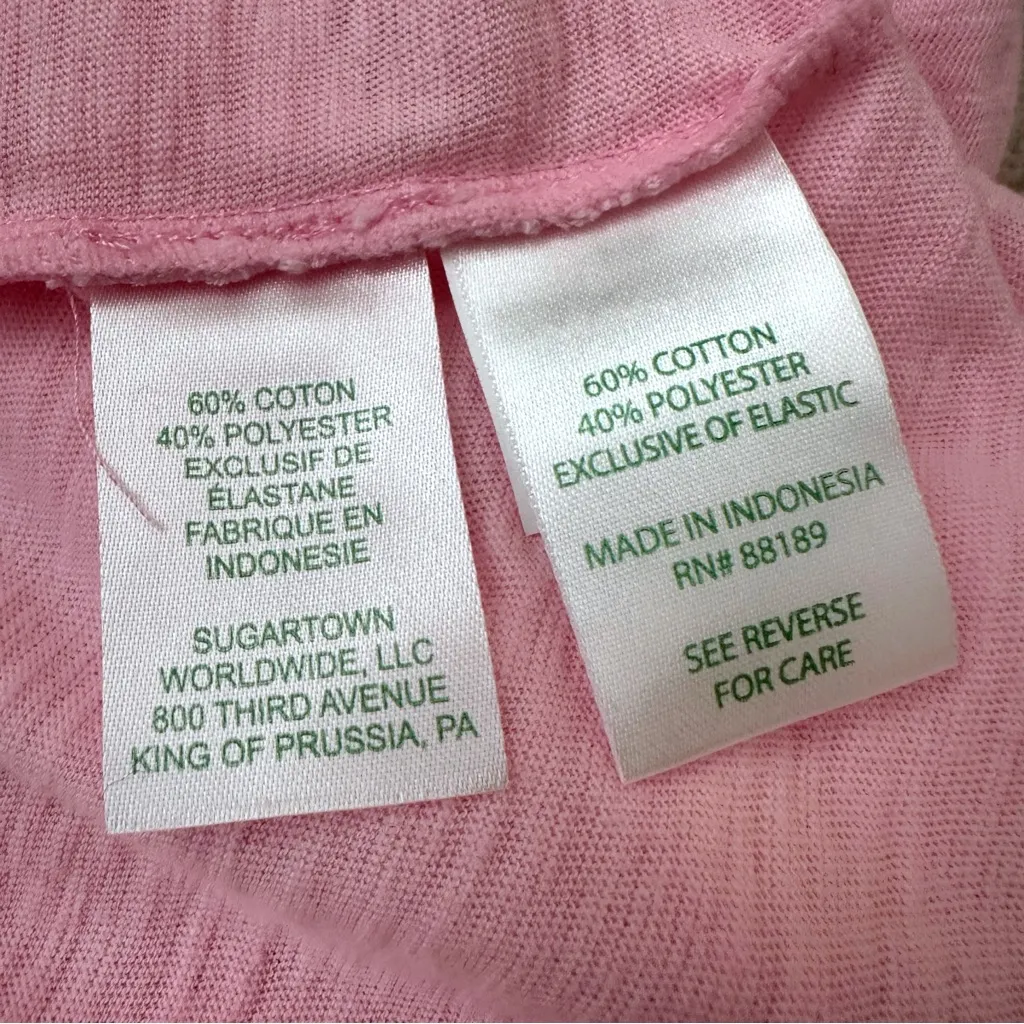 60% COTON
40% POLYESTER
EXCLUSIF DE
ÉLASTANE
FABRIQUE EN
INDONESIE
SUGARTOWN
WORLDWIDE, LLC
800 THIRD AVENUE
KING OF PRUSSIA, PA
60% COTTON
40% POLYESTER
EXCLUSIVE OF ELASTIC
MADE IN INDONESIA
RN# 88189
SEE REVERSE
FOR CARE